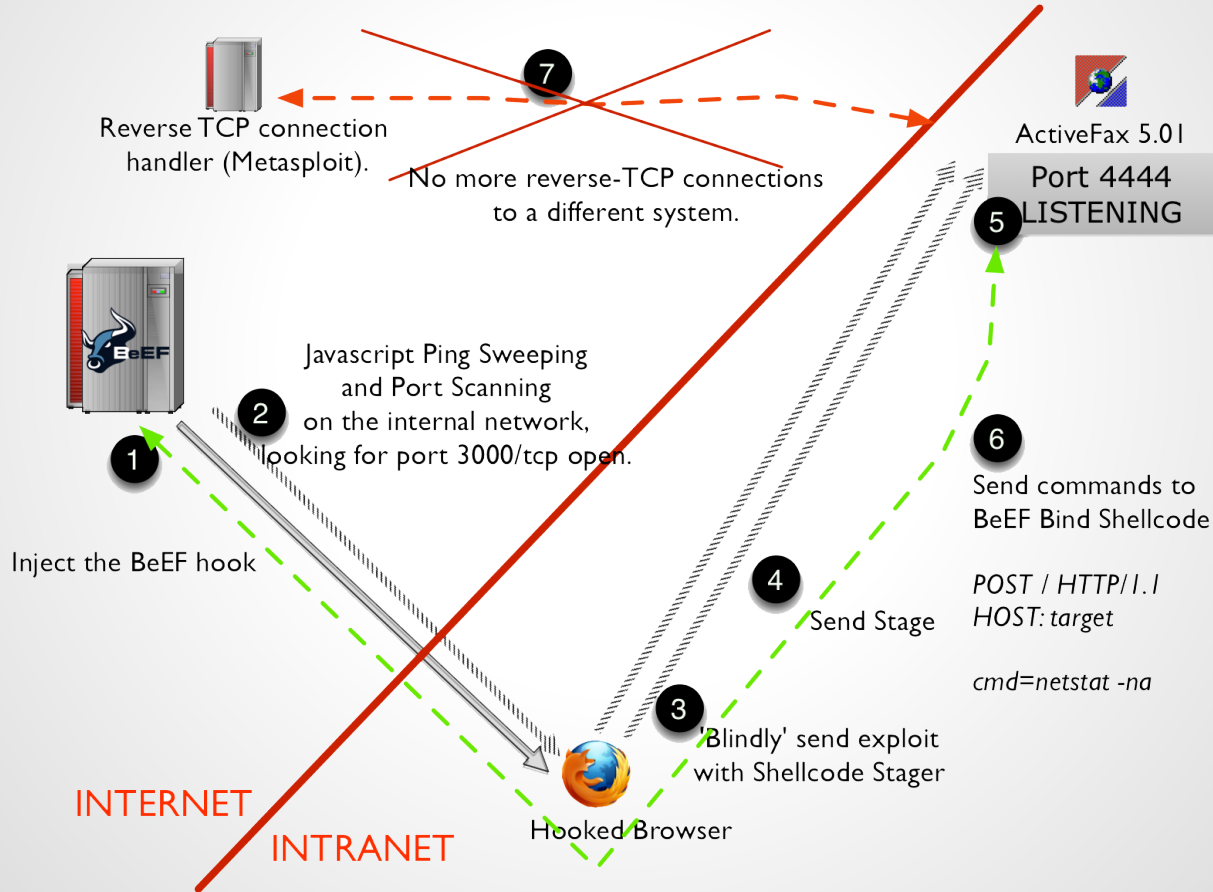 7
Reverse TCP connection
handler (Metasploit).
No more reverse-TCP connections
to a different system.
ActiveFax 5.01
Port 4444
LISTENING
5
BeEF
1
Inject the BeEF hook
2
Javascript Ping Sweeping
and Port Scanning
on the internal network,
looking for port 3000/tcp open.
6
Send commands to
BeEF Bind Shellcode
POST / HTTP/1.1
HOST: target
cmd=netstat -na
4
Send Stage
3
'Blindly' send exploit
with Shellcode Stager
Hooked Browser
INTERNET
INTRANET